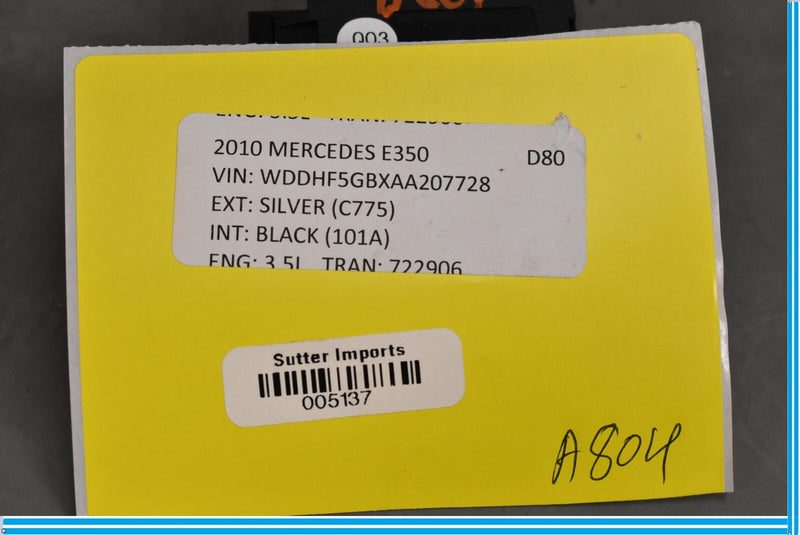 003
2010 MERCEDES E350 D80
VIN: WDDHF5GBXAA207728
EXT: SILVER (C775)
INT: BLACK (101A)
ENG: 3.5L TRAN: 722906
Sutter Imports
005137
A804